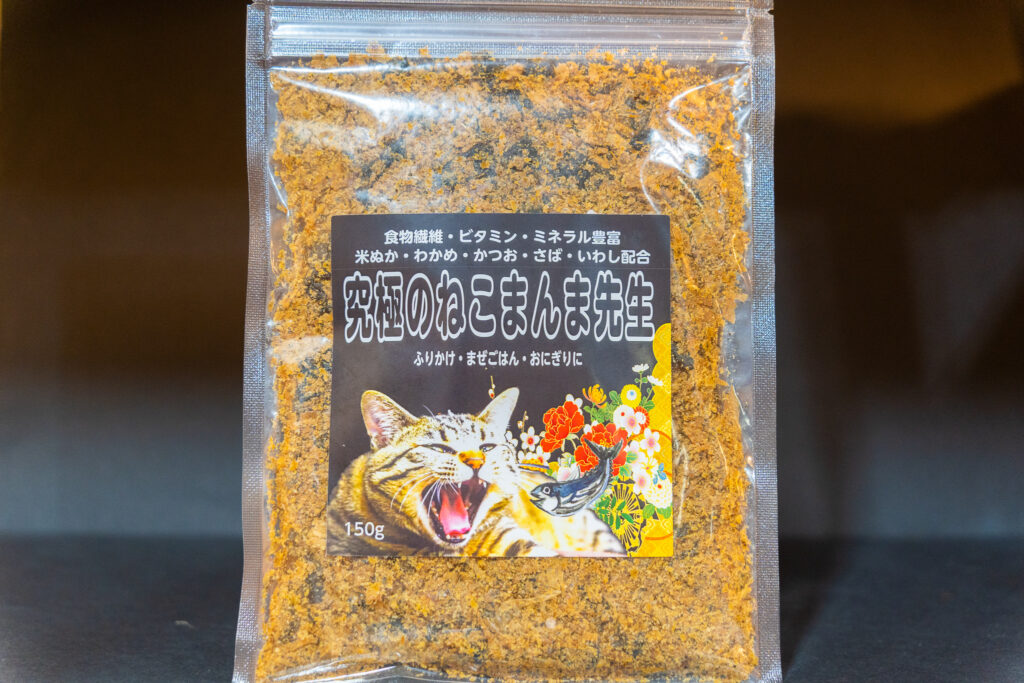 食物繊維・ビタミン・ミネラル豊富
米ぬか・わかめ・かつお・さば・いわし配合
究極のねこまんま先生
ふりかけ・まぜごはん・おにぎりに
150g